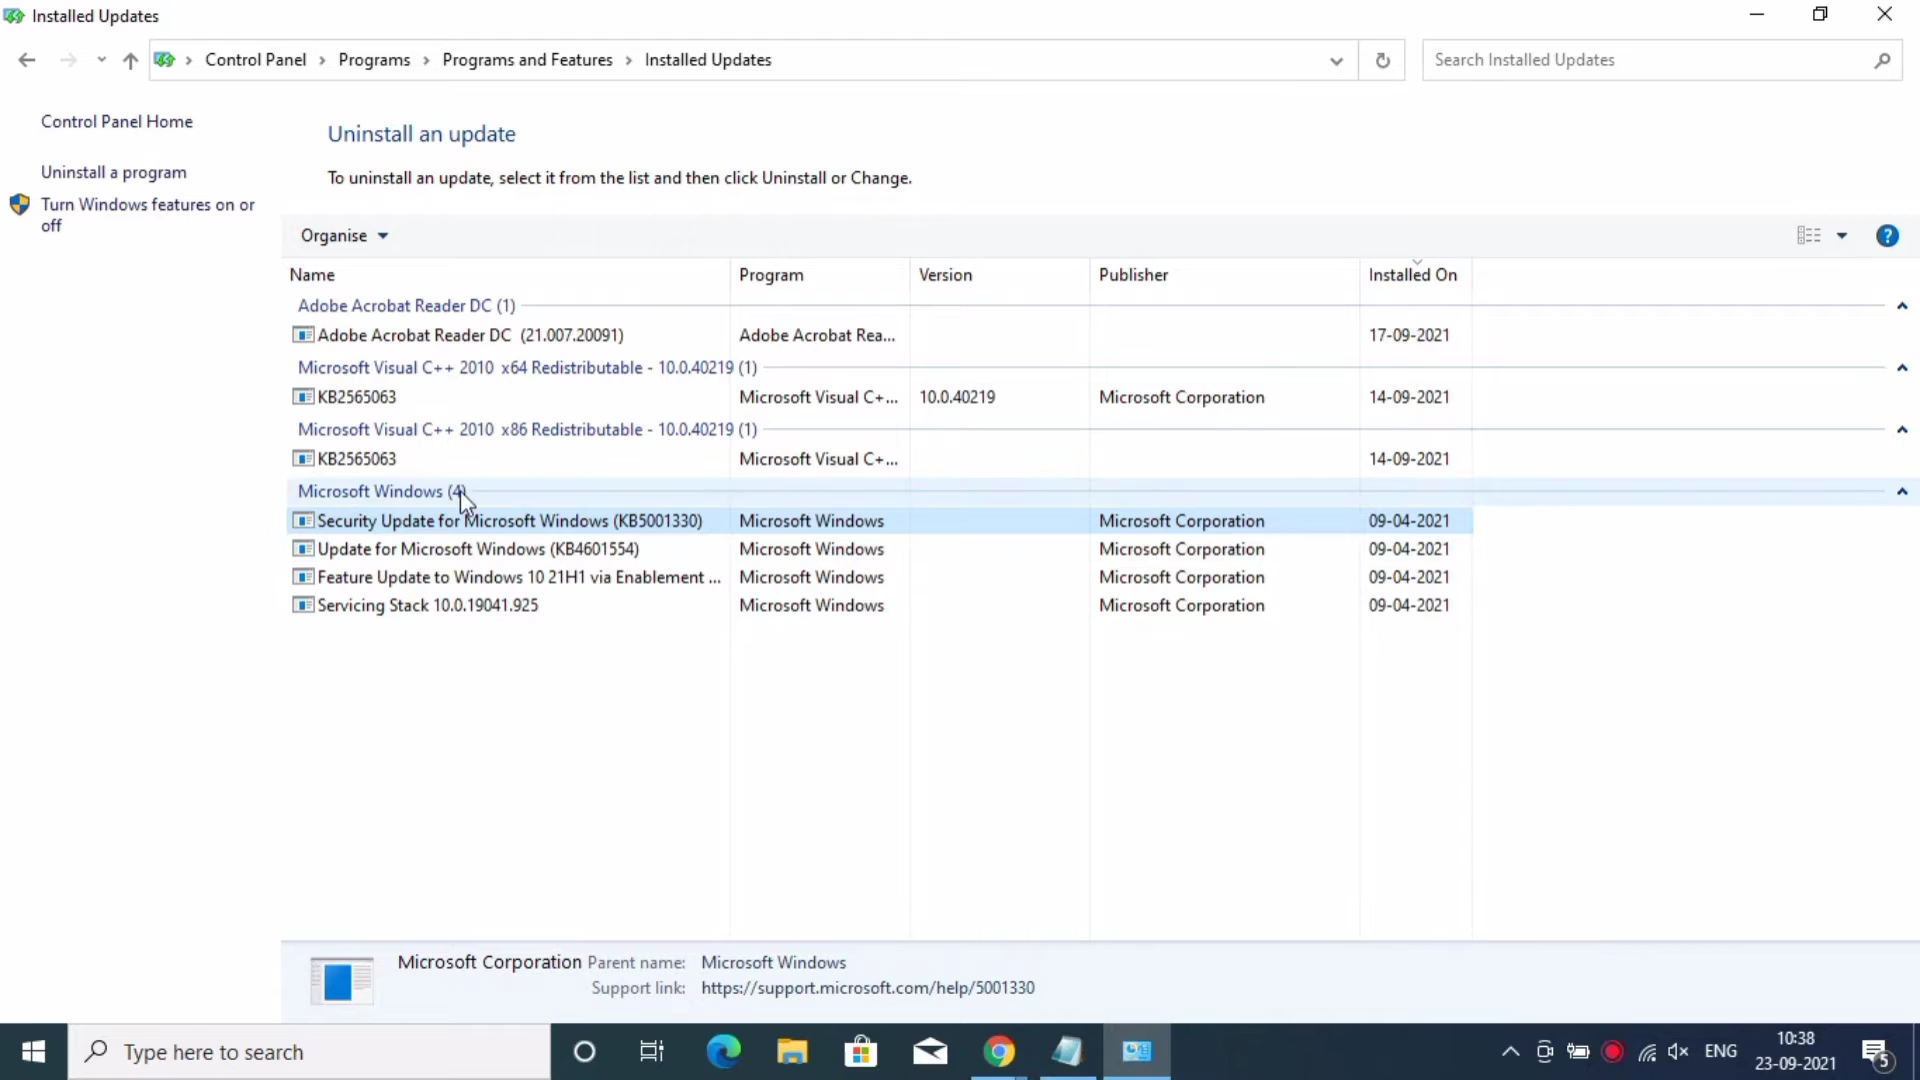 Installed Updates
Control Panel › Programs › Programs and Features › Installed Updates
Search Installed Updates
Control Panel Home
Uninstall a program
Turn Windows features on or
off
Uninstall an update
To uninstall an update, select it from the list and then click Uninstall or Change.
Organise
Name Program Version Publisher Installed On
Adobe Acrobat Reader DC (1)
Adobe Acrobat Reader DC (21.007.20091) Adobe Acrobat Rea... 17-09-2021
Microsoft Visual C++ 2010 x64 Redistributable - 10.0.40219 (1)
KB2565063 Microsoft Visual C+... 10.0.40219 Microsoft Corporation 14-09-2021
Microsoft Visual C++ 2010 x86 Redistributable - 10.0.40219 (1)
KB2565063 Microsoft Visual C+... 14-09-2021
Microsoft Windows (4)
Security Update for Microsoft Windows (KB5001330) Microsoft Windows Microsoft Corporation 09-04-2021
Update for Microsoft Windows (KB4601554) Microsoft Windows Microsoft Corporation 09-04-2021
Feature Update to Windows 10 21H1 via Enablement ... Microsoft Windows Microsoft Corporation 09-04-2021
Servicing Stack 10.0.19041.925 Microsoft Windows Microsoft Corporation 09-04-2021
Microsoft Corporation Parent name: Microsoft Windows
Support link: https://support.microsoft.com/help/5001330
Type here to search
ENG
10:38
23-09-2021
5